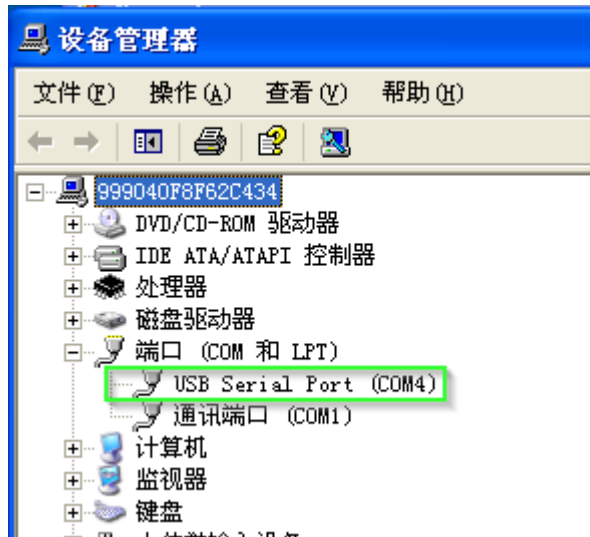 设备管理器
文件(F) 操作(A) 查看(V) 帮助(H)
999040F8F62C434
DVD/CD-ROM 驱动器
IDE ATA/ATAPI 控制器
处理器
磁盘驱动器
端口 (COM 和 LPT)
USB Serial Port (COM4)
通讯端口 (COM1)
计算机
监视器
键盘